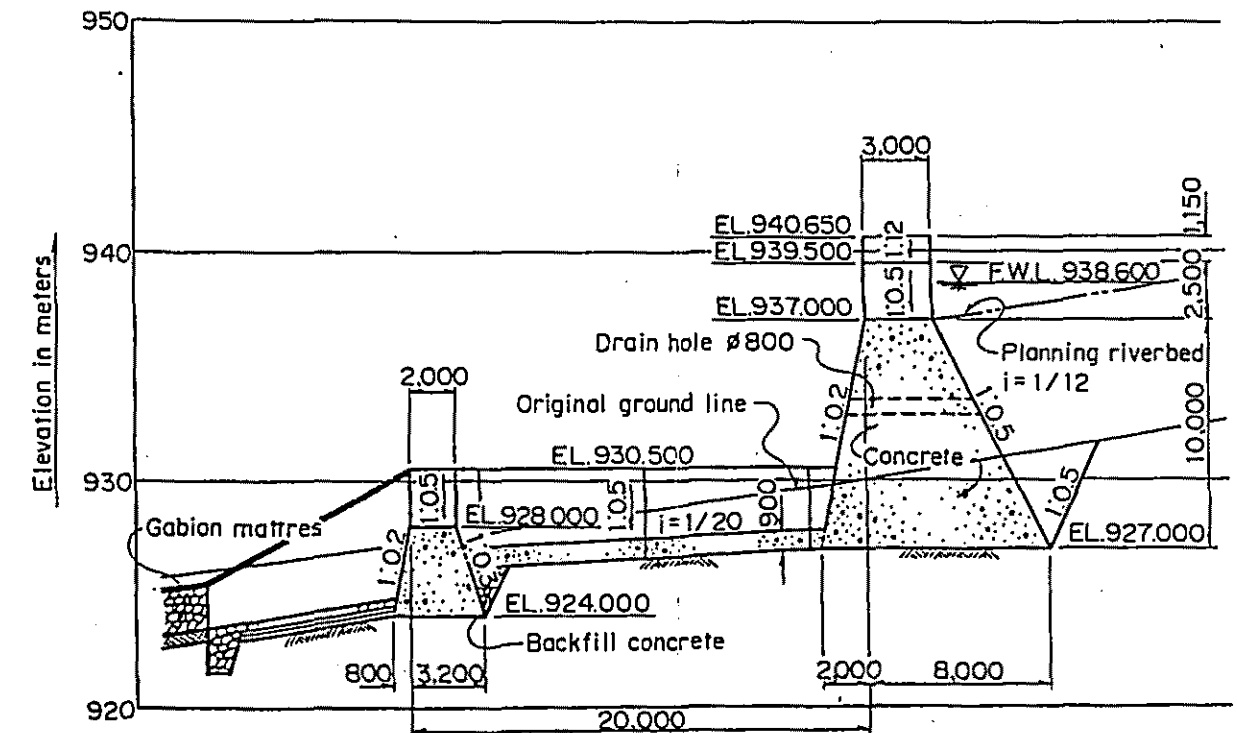 950
3,000
1,150
EL.940.650
1:12
940
EL.939.500
F.W.L. 938.600
2,500
1:0.5
EL.937.000
Drain hole ø800
Planning riverbed
i=1/12
2,000
Original ground line
1:0.2
1:0.5
10,000
Elevation in meters
EL.930.500
Concrete
930
1:0.5
1:0.5
900
1:0.5
Gabion mattres
EL.928.000
i=1/20
EL.927.000
1:0.2
EL.924.000
Backfill concrete
800
3,200
2,000
8,000
920
20,000